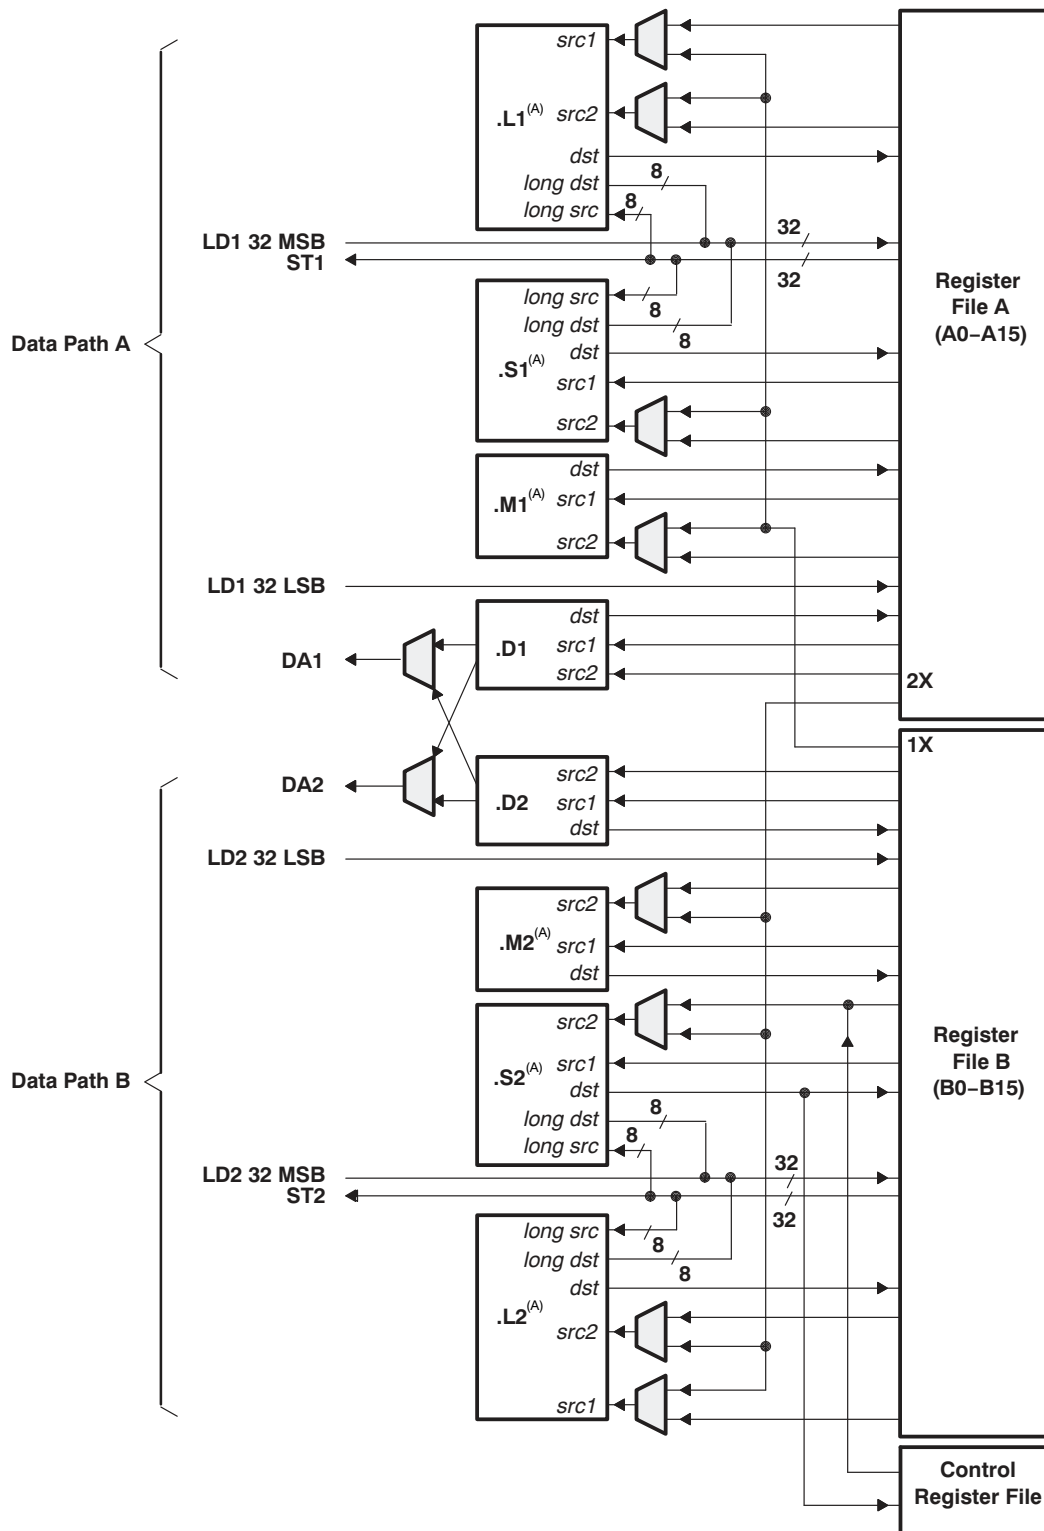 src1
.L1(A)
src2
dst
long dst
8
long src
8
LD1 32 MSB
32
ST1
32
Register
File A
(A0–A15)
long src
8
long dst
8
Data Path A
dst
.S1(A)
src1
src2
dst
.M1(A)
src1
src2
LD1 32 LSB
dst
.D1
src1
DA1
src2
2X
1X
src2
DA2
.D2
src1
dst
LD2 32 LSB
src2
.M2(A)
src1
dst
src2
Register
File B
(B0–B15)
src1
.S2(A)
Data Path B
dst
8
long dst
8
long src
LD2 32 MSB
32
ST2
32
long src
8
long dst
8
dst
.L2(A)
src2
src1
Control
Register File